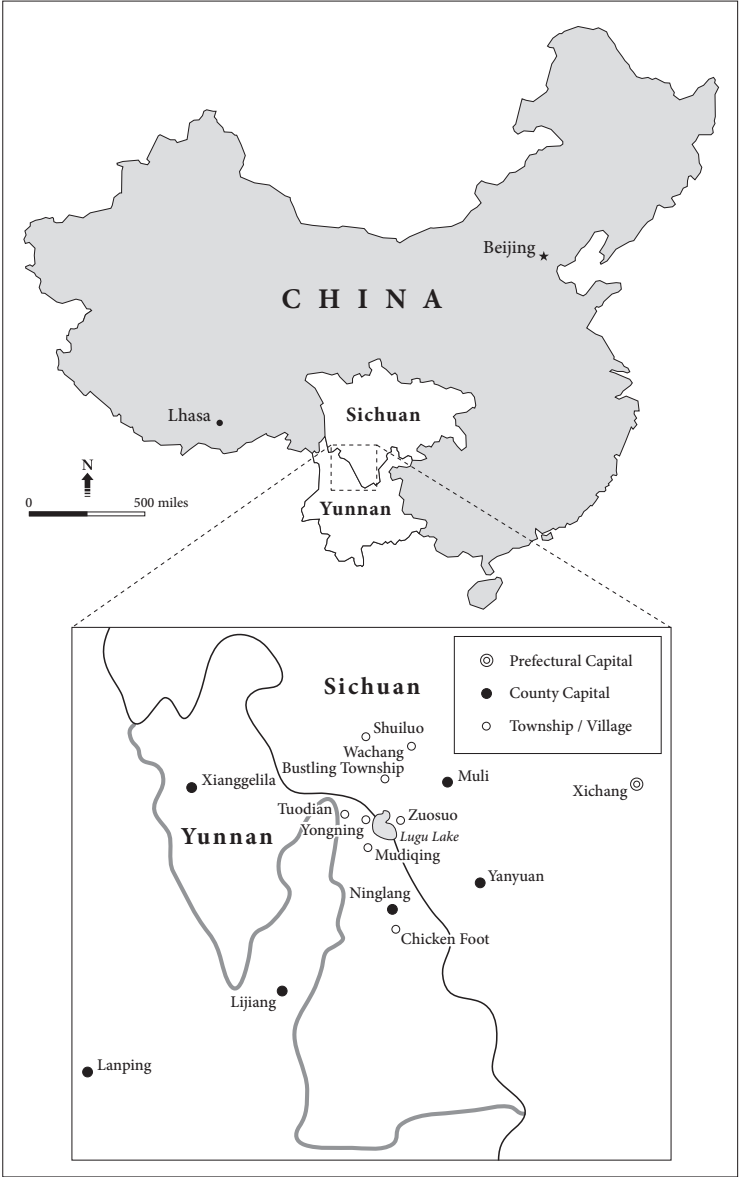 Beijing
CHINA
Lhasa
Sichuan
N
0 500 miles
Yunnan
Sichuan
Prefectural Capital
County Capital
Township / Village
Shuiluo
Wachang
Bustling Township
Xianggelila
Muli
Xichang
Tuodian
Zuosuo
Yongning
Lugu Lake
Yunnan
Mudiqing
Yanyuan
Ninglang
Chicken Foot
Lijiang
Lanping